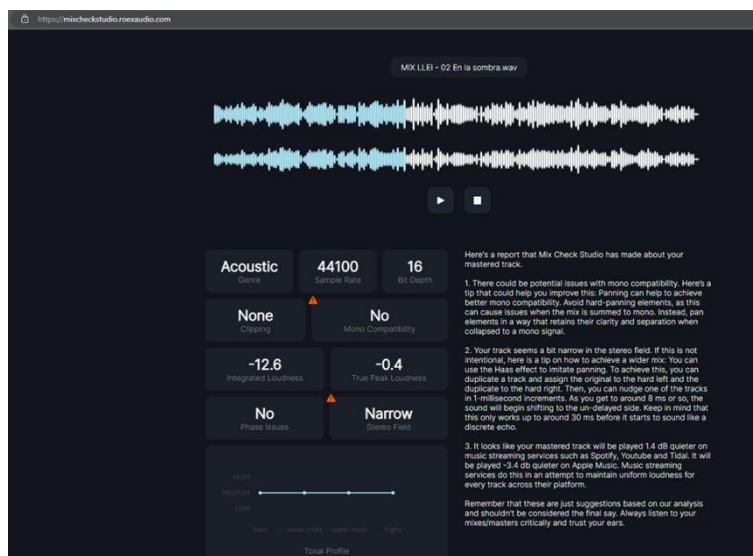 https://mixcheckstudio.roexaudio.com
MIX LLEI - 02 En la sombra.wav
Acoustic
Genre
44100
Sample Rate
16
Bit Depth
None
Clipping
No
Mono Compatibility
-12.6
Integrated Loudness
-0.4
True Peak Loudness
No
Phase Issues
Narrow
Stereo Field
HIGH
MEDIUM
LOW
bass
lower mids
upper mids
highs
Tonal Profile
Here's a report that Mix Check Studio has made about your
mastered track.
1. There could be potential issues with mono compatibility. Here's a
tip that could help you improve this: Panning can help to achieve
better mono compatibility. Avoid hard-panning elements, as this
can cause issues when the mix is summed to mono. Instead, pan
elements in a way that retains their clarity and separation when
collapsed to a mono signal.
2. Your track seems a bit narrow in the stereo field. If this is not
intentional, here is a tip on how to achieve a wider mix: You can
use the Haas effect to imitate panning. To achieve this, you can
duplicate a track and assign the original to the hard left and the
duplicate to the hard right. Then, you can nudge one of the tracks
in 1-millisecond increments. As you get to around 8 ms or so, the
sound will begin shifting to the un-delayed side. Keep in mind that
this only works up to around 30 ms before it starts to sound like a
discrete echo.
3. It looks like your mastered track will be played 1.4 dB quieter on
music streaming services such as Spotify, Youtube and Tidal. It will
be played -3.4 db quieter on Apple Music. Music streaming
services do this in an attempt to maintain uniform loudness for
every track across their platform.
Remember that these are just suggestions based on our analysis
and shouldn't be considered the final say. Always listen to your
mixes/masters critically and trust your ears.